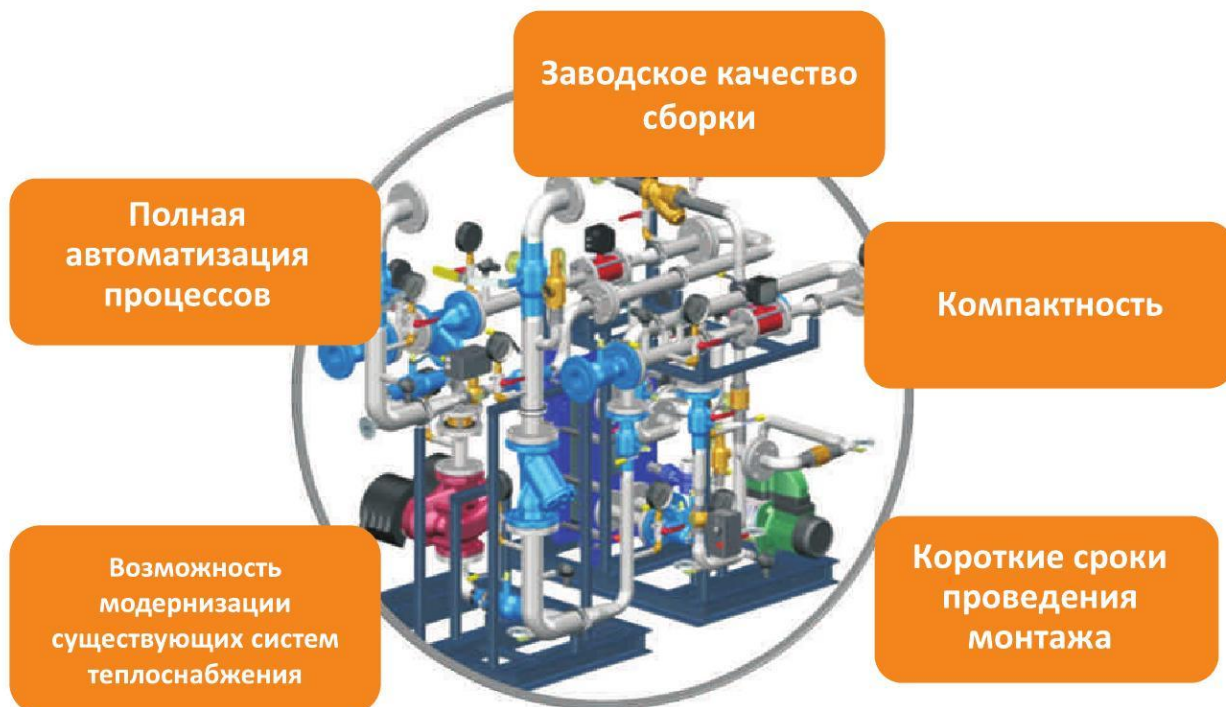 Заводское качество
сборки
Полная
автоматизация
процессов
Компактность
Возможность
модернизации
существующих систем
теплоснабжения
Короткие сроки
проведения
монтажа